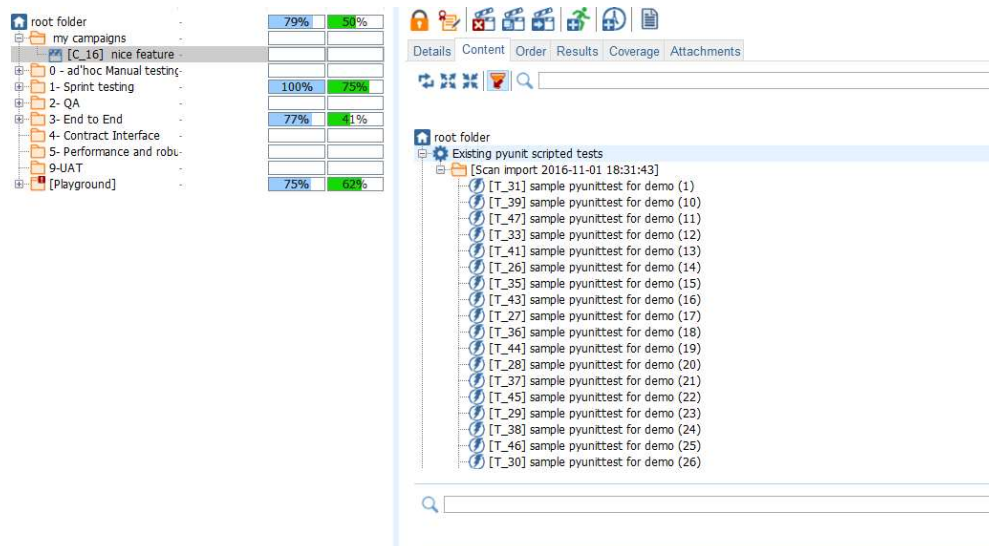 root folder - 79% 50%
my campaigns -
[C_16] nice feature -
0 - ad'hoc Manual testing-
1- Sprint testing - 100% 75%
2- QA -
3- End to End - 77% 41%
4- Contract Interface -
5- Performance and robu-
9-UAT -
[Playground] - 75% 62%
Details Content Order Results Coverage Attachments
root folder
Existing pyunit scripted tests
[Scan import 2016-11-01 18:31:43]
[T_31] sample pyunittest for demo (1)
[T_39] sample pyunittest for demo (10)
[T_47] sample pyunittest for demo (11)
[T_33] sample pyunittest for demo (12)
[T_41] sample pyunittest for demo (13)
[T_26] sample pyunittest for demo (14)
[T_35] sample pyunittest for demo (15)
[T_43] sample pyunittest for demo (16)
[T_27] sample pyunittest for demo (17)
[T_36] sample pyunittest for demo (18)
[T_44] sample pyunittest for demo (19)
[T_28] sample pyunittest for demo (20)
[T_37] sample pyunittest for demo (21)
[T_45] sample pyunittest for demo (22)
[T_29] sample pyunittest for demo (23)
[T_38] sample pyunittest for demo (24)
[T_46] sample pyunittest for demo (25)
[T_30] sample pyunittest for demo (26)